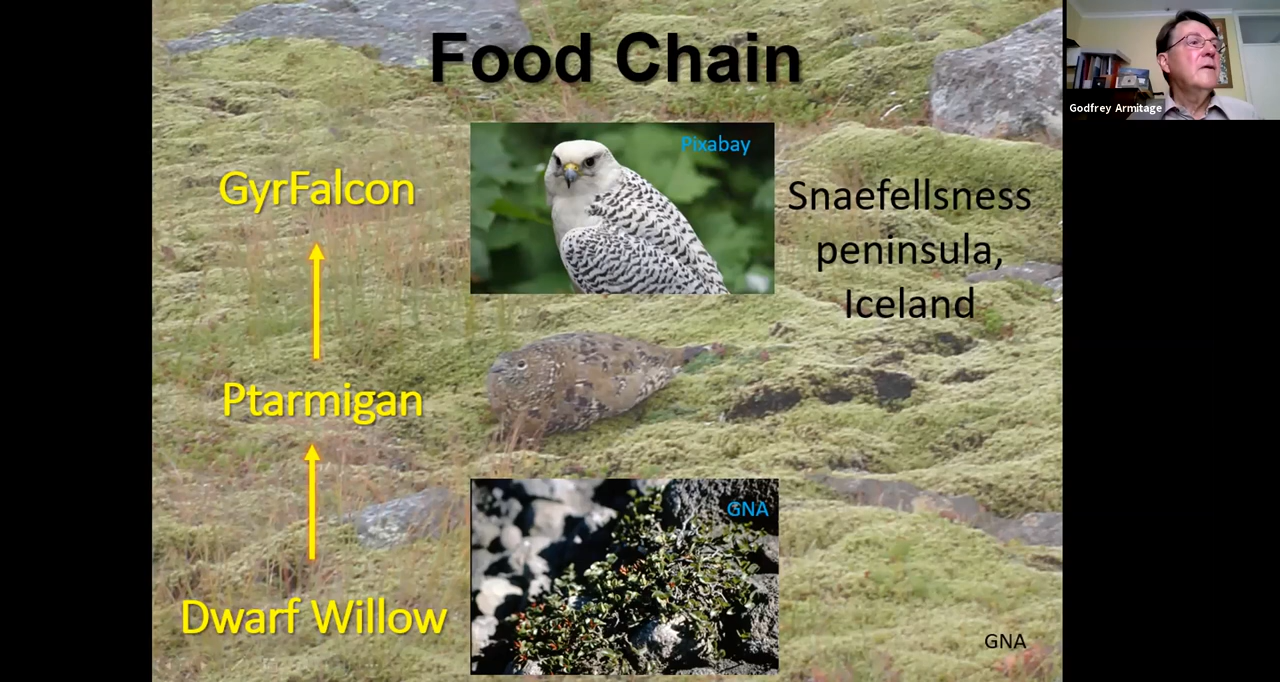 Food Chain
Pixabay
GyrFalcon
Snaefellsness
peninsula,
Iceland
Ptarmigan
GNA
Dwarf Willow
GNA
Godfrey Armitage